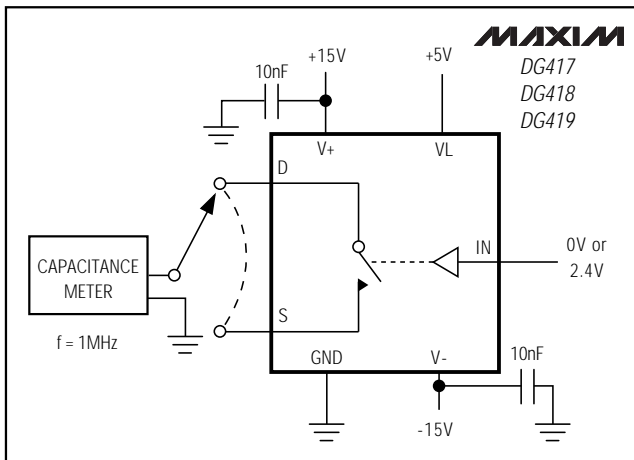 MAXIM
DG417
DG418
DG419
+15V
+5V
10nF
V+
VL
D
IN
0V or
2.4V
CAPACITANCE
METER
f = 1MHz
S
GND
V-
10nF
-15V